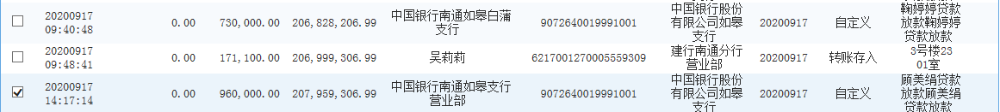 20200917
09:40:48
0.00
730,000.00
206,828,206.99
中国银行南通如皋白蒲
支行
9072640019991001
中国银行股份
有限公司如皋
支行
20200917
自定义
鞠婷婷贷款
放款鞠婷婷
贷款放款
20200917
09:48:41
0.00
171,100.00
206,999,306.99
吴莉莉
6217001270005559309
建行南通分行
营业部
20200917
转账存入
3号楼23
01室
20200917
14:17:14
0.00
960,000.00
207,959,306.99
中国银行南通如皋支行
营业部
9072640019991001
中国银行股份
有限公司如皋
支行
20200917
自定义
顾美绢贷款
放款顾美绢
贷款放款